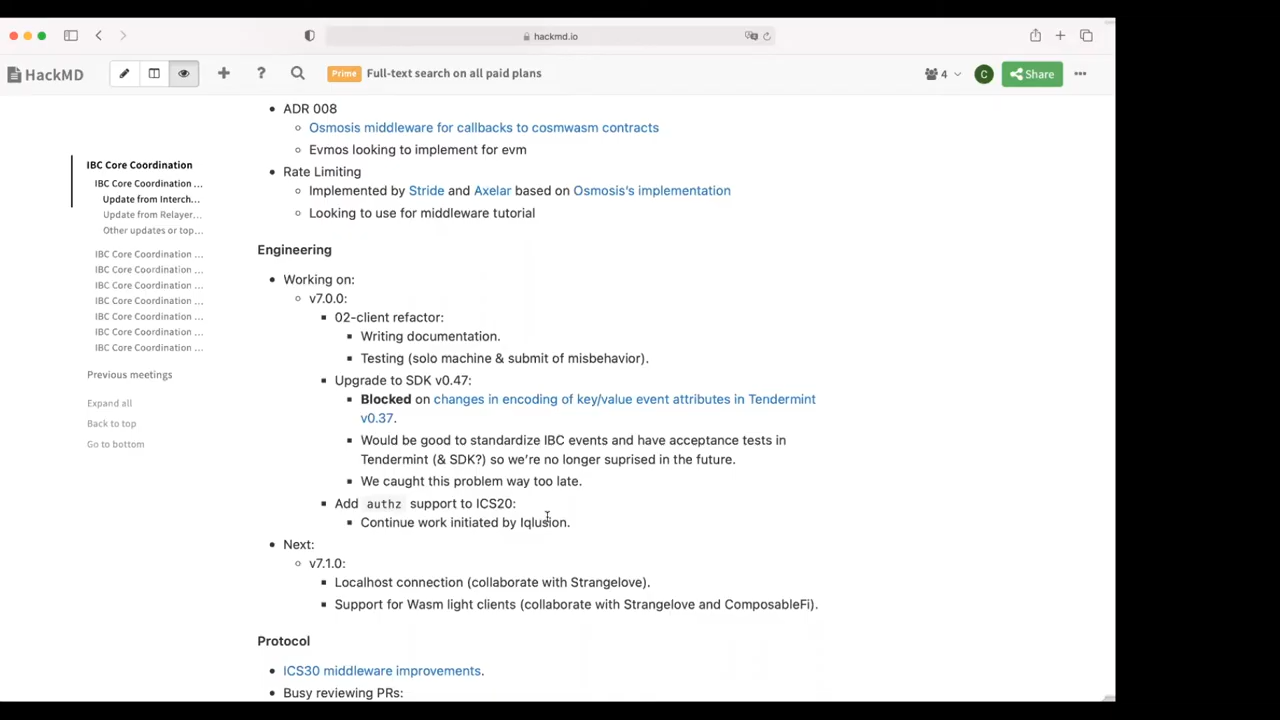 hackmd.io
HackMD
Prime Full-text search on all paid plans
4
C
Share
IBC Core Coordination
IBC Core Coordination ...
Update from Interch...
Update from Relayer...
Other updates or top...
IBC Core Coordination ...
IBC Core Coordination ...
IBC Core Coordination ...
IBC Core Coordination ...
IBC Core Coordination ...
IBC Core Coordination ...
IBC Core Coordination ...
Previous meetings
Expand all
Back to top
Go to bottom
ADR 008
Osmosis middleware for callbacks to cosmwasm contracts
Evmos looking to implement for evm
Rate Limiting
Implemented by Stride and Axelar based on Osmosis's implementation
Looking to use for middleware tutorial
Engineering
Working on:
v7.0.0:
02-client refactor:
Writing documentation.
Testing (solo machine & submit of misbehavior).
Upgrade to SDK v0.47:
Blocked on changes in encoding of key/value event attributes in Tendermint
v0.37.
Would be good to standardize IBC events and have acceptance tests in
Tendermint (& SDK?) so we're no longer suprised in the future.
We caught this problem way too late.
Add authz support to ICS20:
Continue work initiated by Iqlusion.
Next:
v7.1.0:
Localhost connection (collaborate with Strangelove).
Support for Wasm light clients (collaborate with Strangelove and ComposableFi).
Protocol
ICS30 middleware improvements.
Busy reviewing PRs: